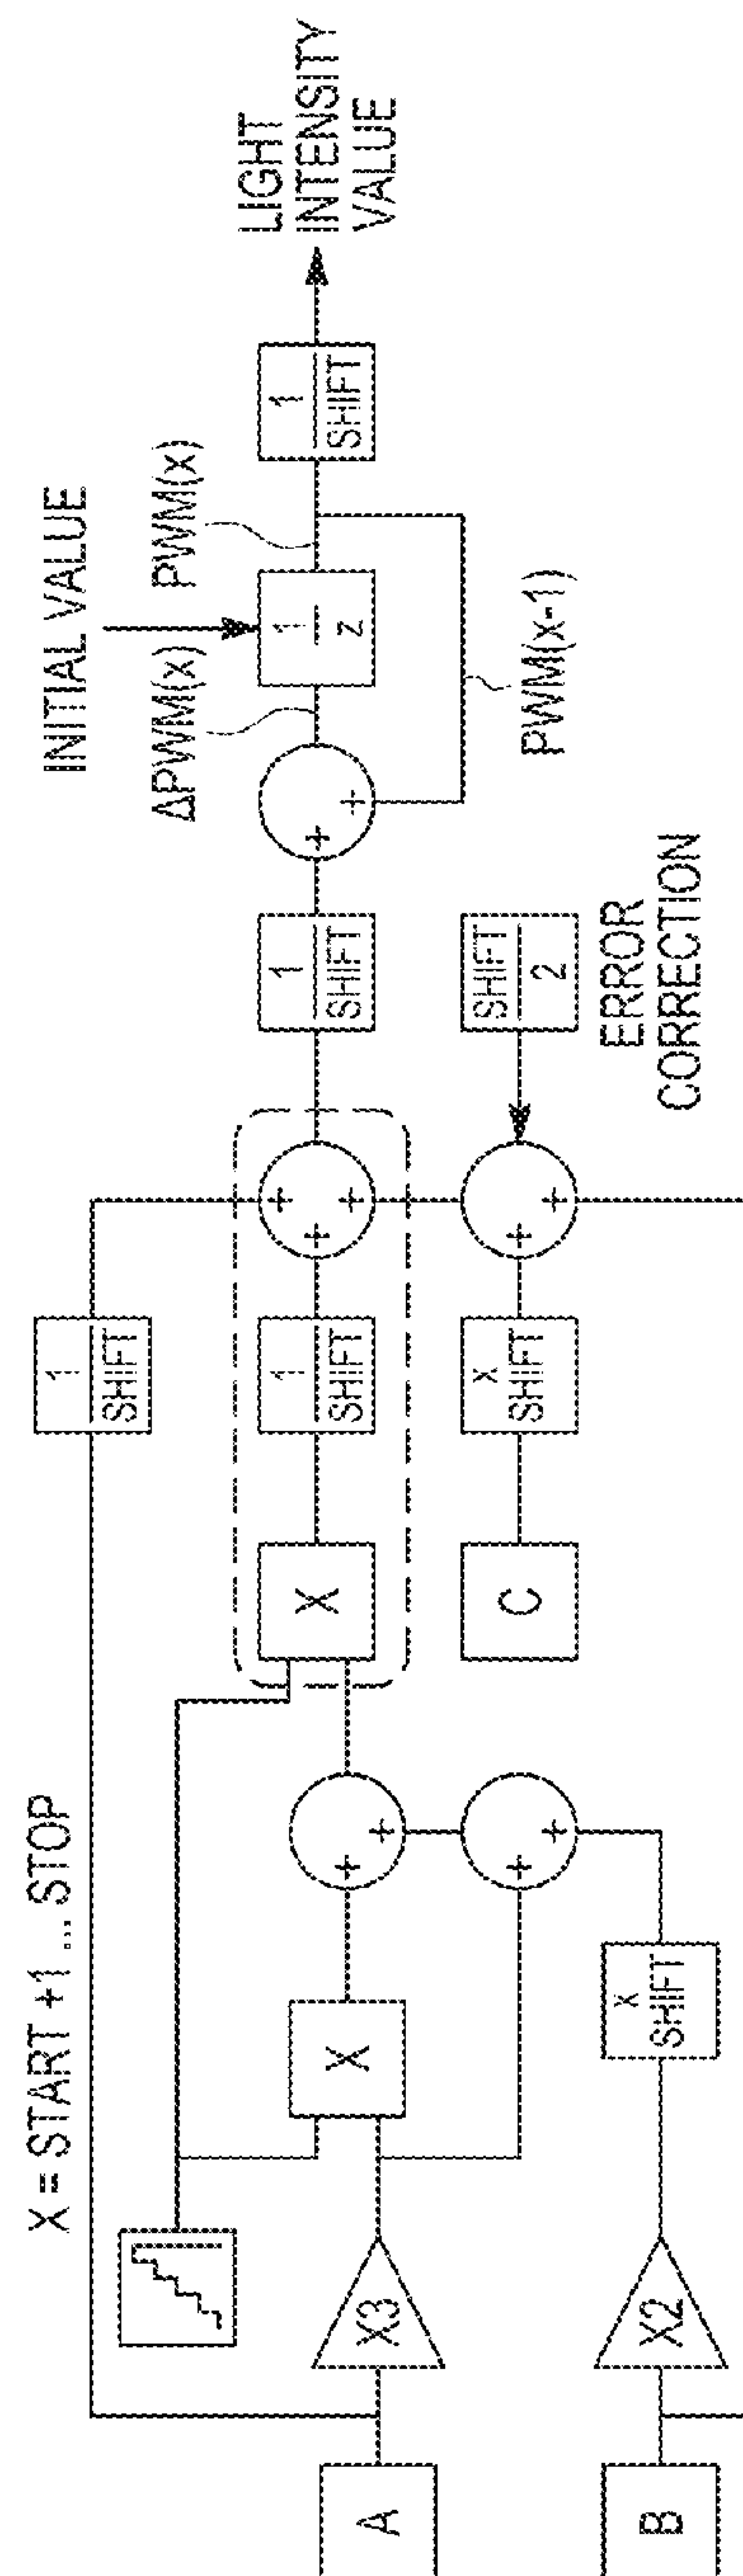 X = START +1 ... STOP
A
B
X3
X2
X
x
SHIFT
X
C
1
SHIFT
1
SHIFT
x
SHIFT
+
+
+
+
+
+
+
+
+
1
SHIFT
SHIFT
2
ERROR
CORRECTION
+
+
ΔPWM(x)
INITIAL VALUE
1
z
PWM(x)
PWM(x-1)
1
SHIFT
LIGHT
INTENSITY
VALUE